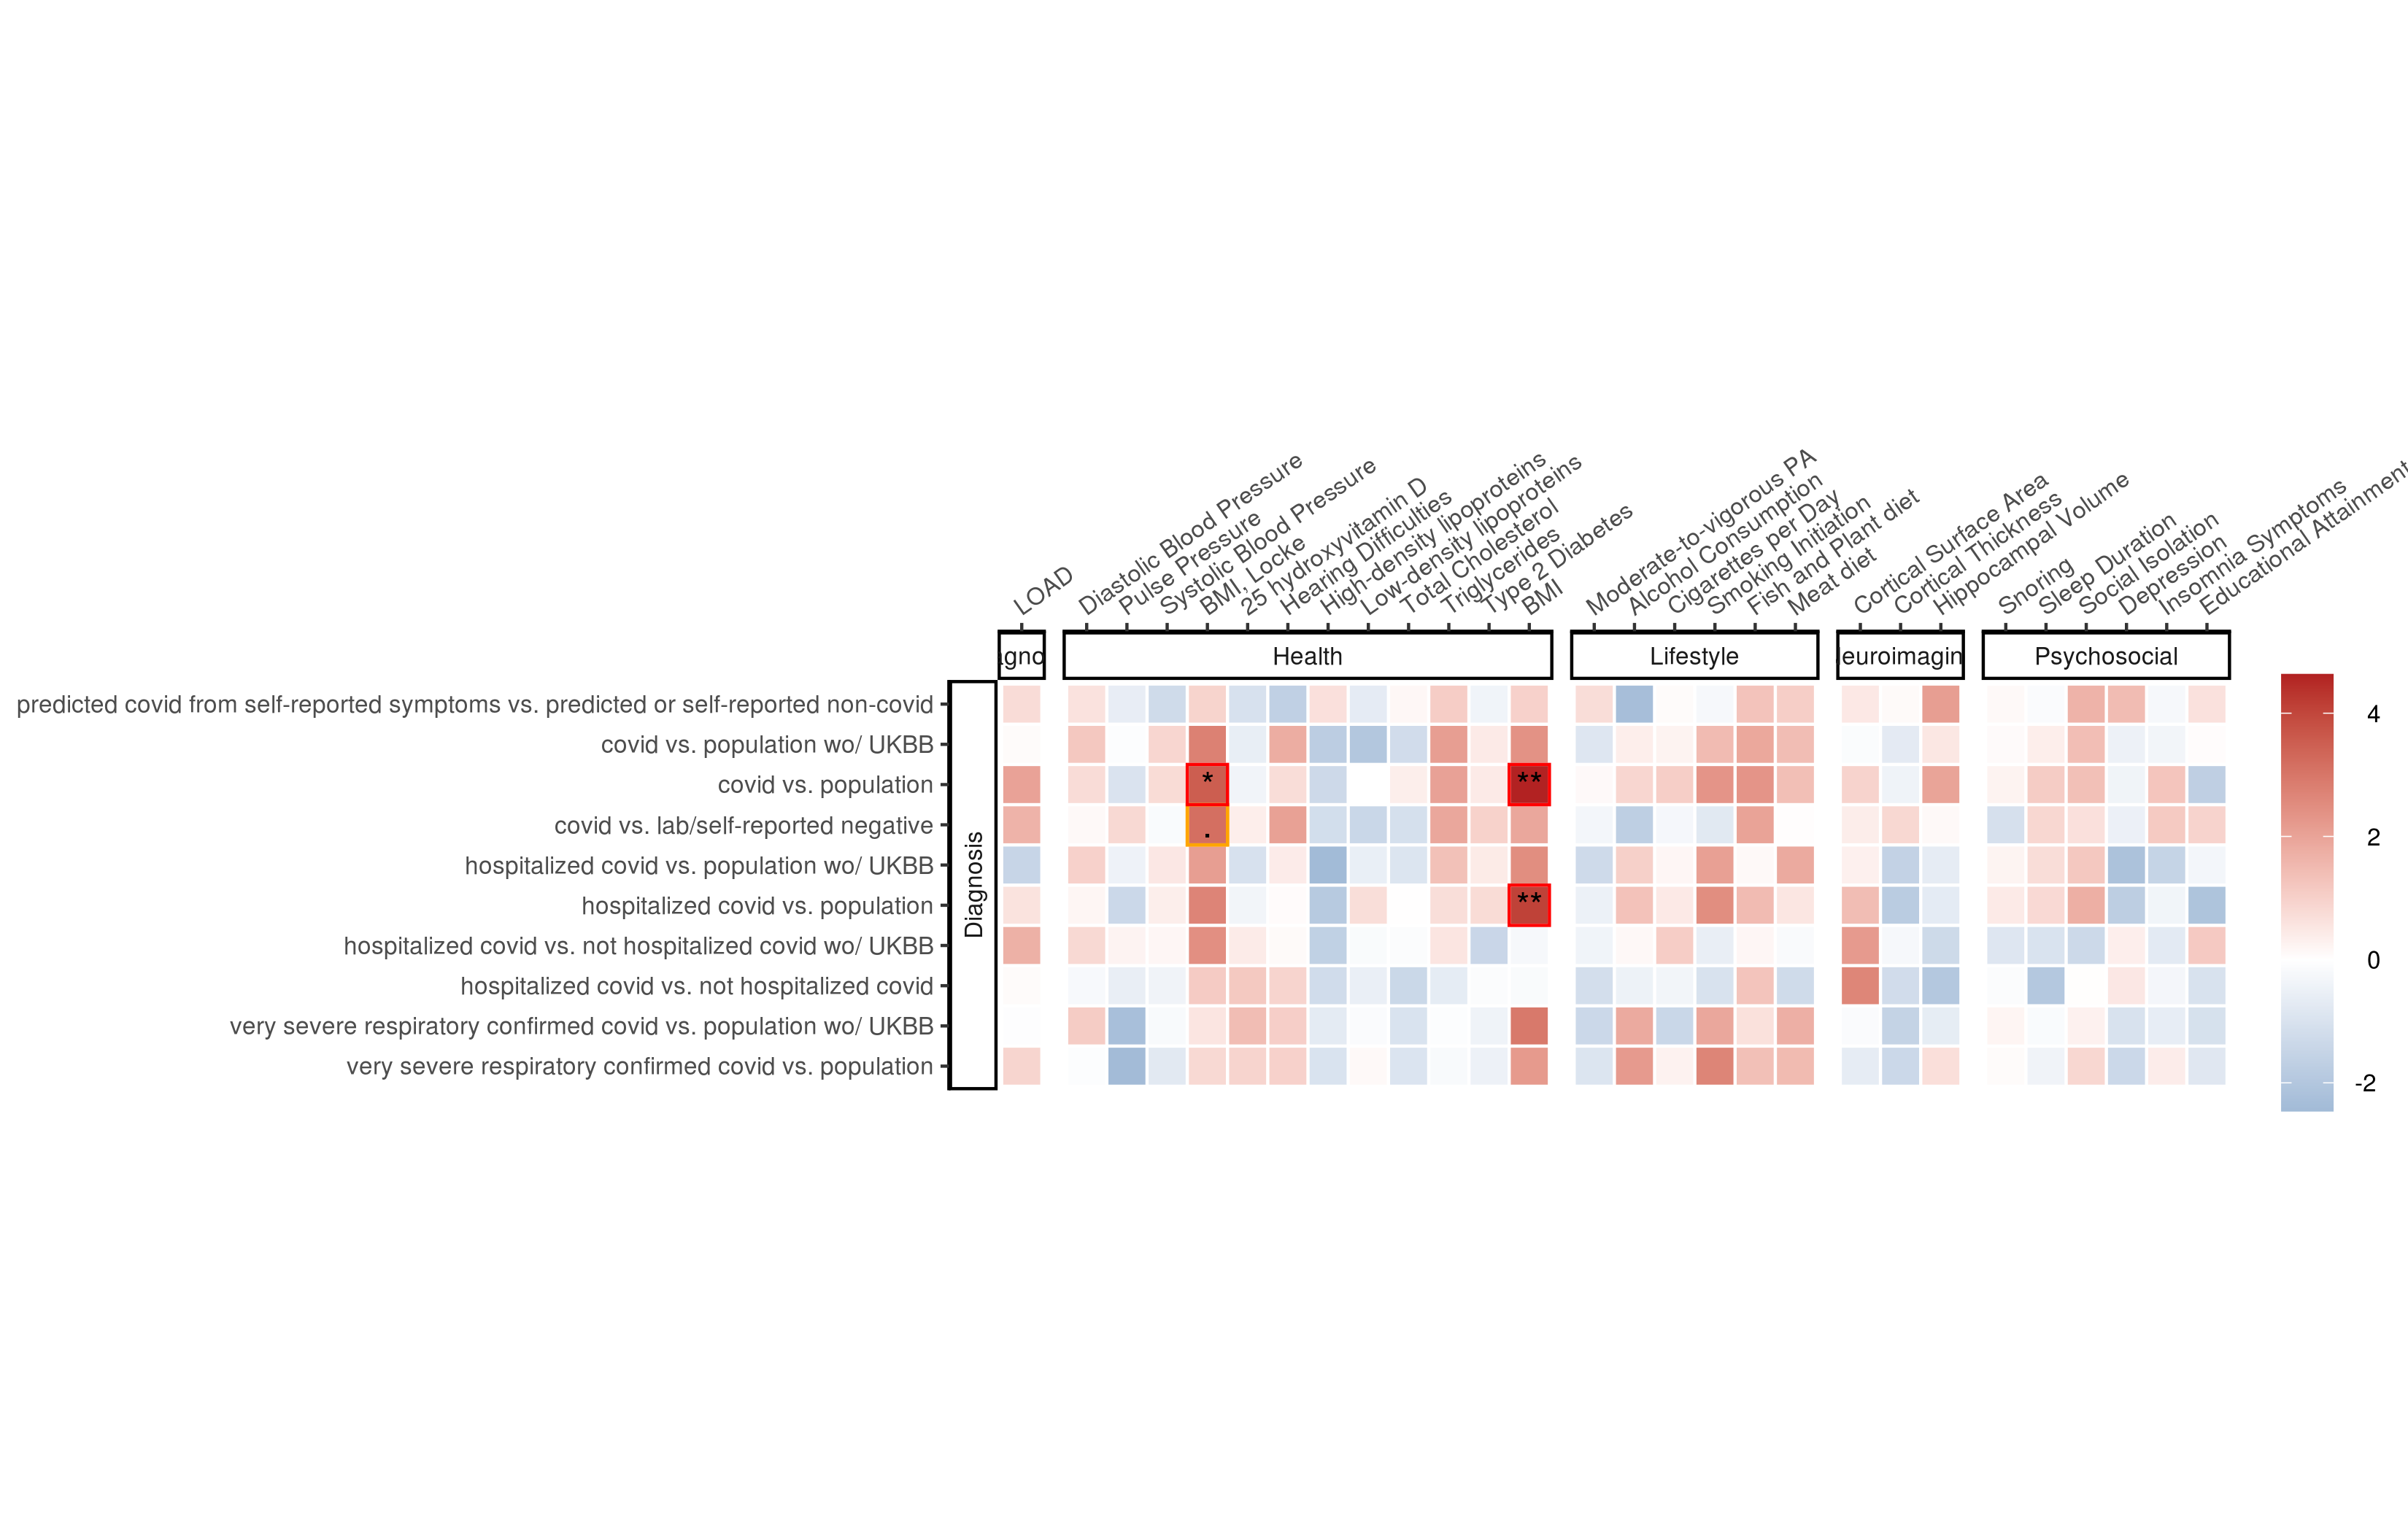 LOAD
Diastolic Blood Pressure
Pulse Pressure
Systolic Blood Pressure
BMI, Locke
25 hydroxyvitamin D
Hearing Difficulties
High-density lipoproteins
Low-density lipoproteins
Total Cholesterol
Triglycerides
Type 2 Diabetes
BMI
Moderate-to-vigorous PA
Alcohol Consumption
Cigarettes per Day
Smoking Initiation
Fish and Plant diet
Meat diet
Cortical Surface Area
Cortical Thickness
Hippocampal Volume
Snoring
Sleep Duration
Social Isolation
Depression
Insomnia Symptoms
Educational Attainment
agno
Health
Lifestyle
euroimagin
Psychosocial
Diagnosis
predicted covid from self-reported symptoms vs. predicted or self-reported non-covid
covid vs. population wo/ UKBB
covid vs. population
* **
covid vs. lab/self-reported negative
.
hospitalized covid vs. population wo/ UKBB
hospitalized covid vs. population
**
hospitalized covid vs. not hospitalized covid wo/ UKBB
hospitalized covid vs. not hospitalized covid
very severe respiratory confirmed covid vs. population wo/ UKBB
very severe respiratory confirmed covid vs. population
4
2
0
-2